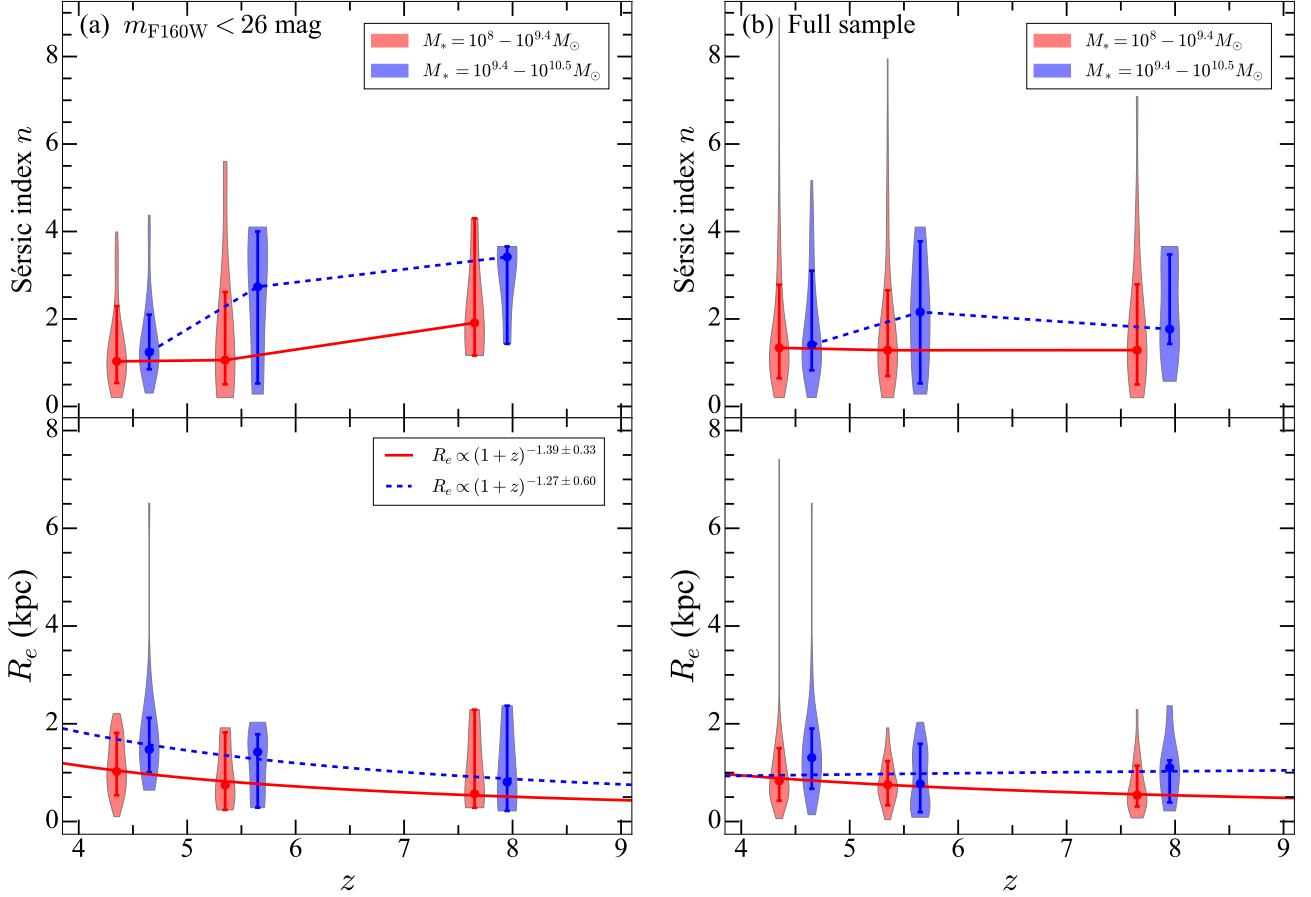 (a) m_F160W < 26 mag
M_* = 10^8 − 10^9.4 M_⊙
M_* = 10^9.4 − 10^10.5 M_⊙
Sérsic index n
8
6
4
2
0
(b) Full sample
M_* = 10^8 − 10^9.4 M_⊙
M_* = 10^9.4 − 10^10.5 M_⊙
Sérsic index n
8
6
4
2
0
R_e ∝ (1 + z)^−1.39 ± 0.33
R_e ∝ (1 + z)^−1.27 ± 0.60
R_e (kpc)
8
6
4
2
0
4 5 6 7 8 9
z
R_e (kpc)
8
6
4
2
0
4 5 6 7 8 9
z